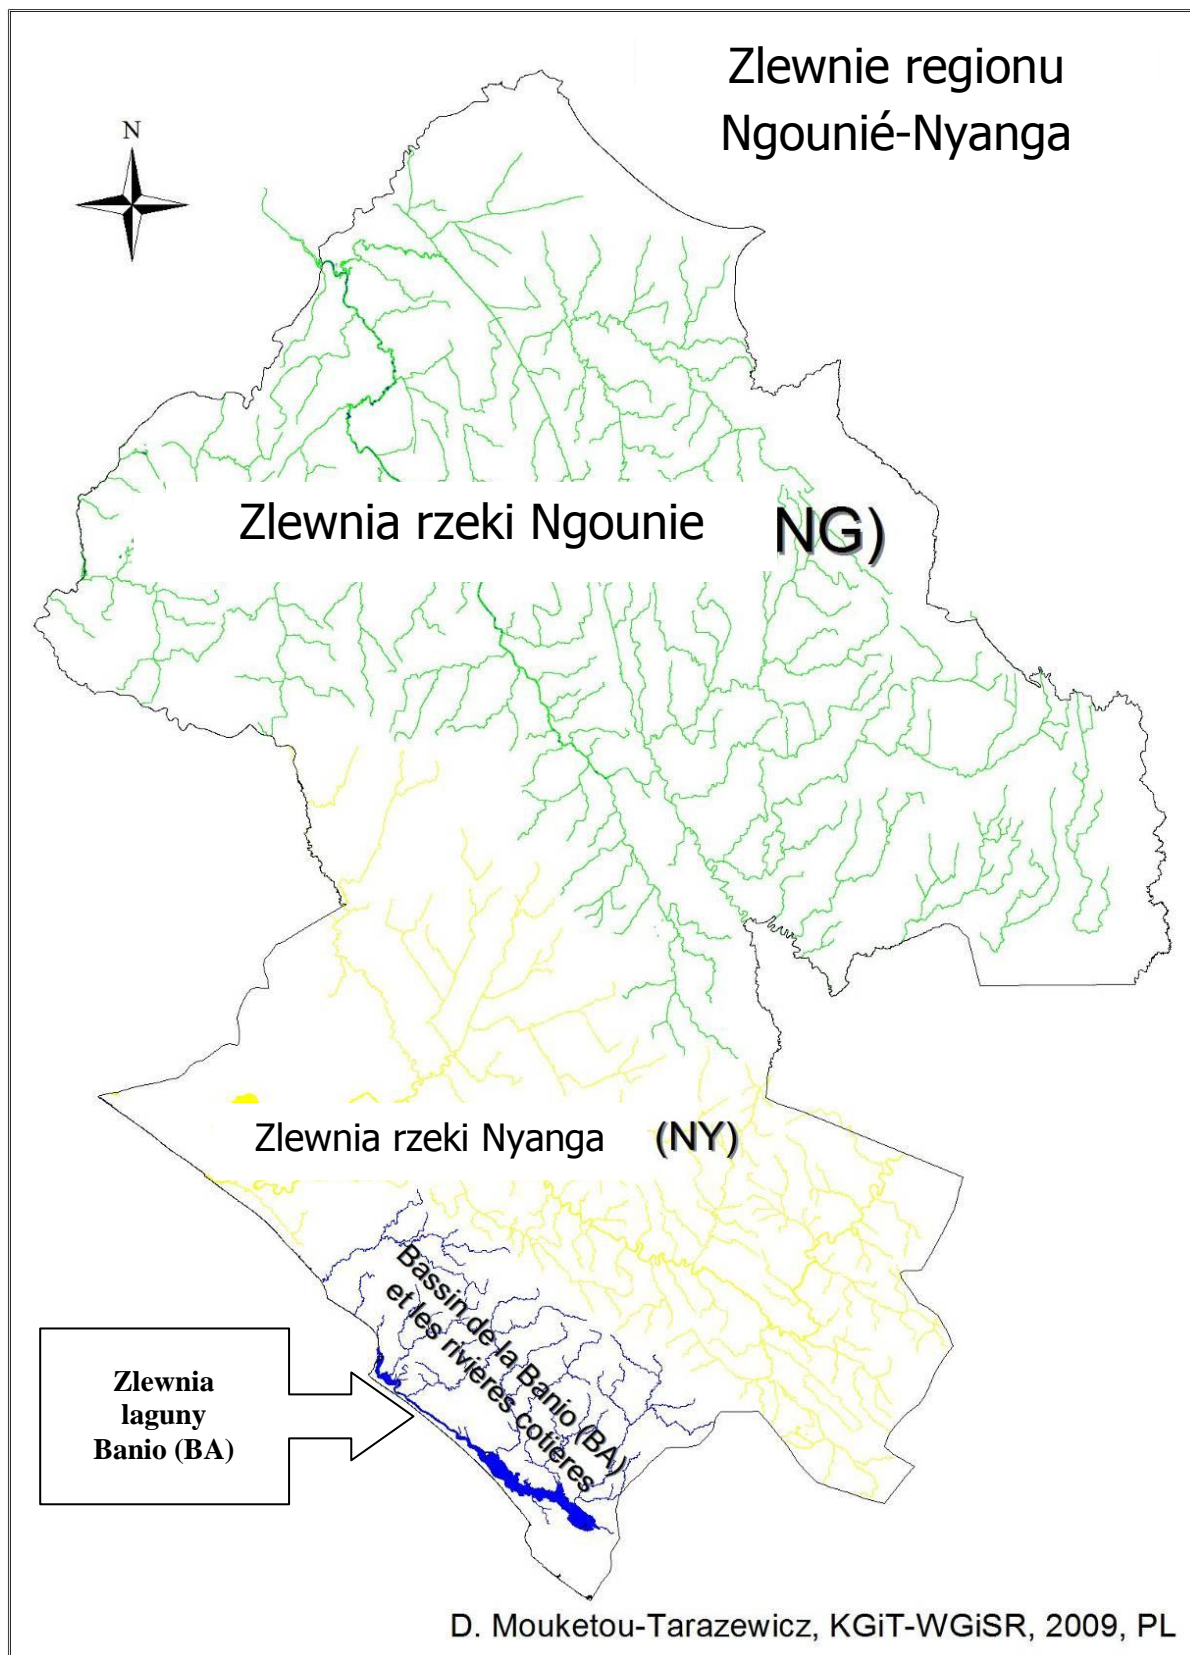 Zlewnie regionu
Ngounié-Nyanga
N
Zlewnia rzeki Ngounie NG)
Zlewnia rzeki Nyanga (NY)
Bassin de la Banio (BA)
et les rivières cotières
Zlewnia
laguny
Banio (BA)
D. Mouketou-Tarazewicz, KGiT-WGiSR, 2009, PL